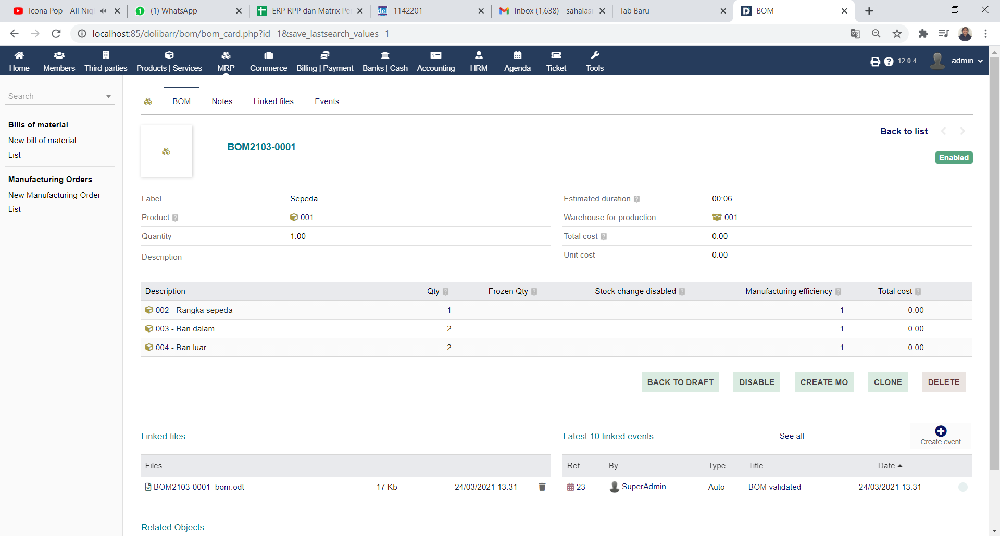 Icona Pop - All Nig
(1) WhatsApp
ERP RPP dan Matrix Pe
del 1142201
Inbox (1,638) - sahalasi
Tab Baru
BOM
localhost:85/dolibarr/bom/bom_card.php?id=1&save_lastsearch_values=1
Home
Members
Third-parties
Products | Services
MRP
Commerce
Billing | Payment
Banks | Cash
Accounting
HRM
Agenda
Ticket
Tools
12.0.4
admin
Search
Bills of material
New bill of material
List
Manufacturing Orders
New Manufacturing Order
List
BOM Notes Linked files Events
BOM2103-0001
Back to list
Enabled
Label Sepeda
Product 001
Quantity 1.00
Description
Estimated duration 00:06
Warehouse for production 001
Total cost 0.00
Unit cost 0.00
Description Qty Frozen Qty Stock change disabled Manufacturing efficiency Total cost
002 - Rangka sepeda 1 1 0.00
003 - Ban dalam 2 1 0.00
004 - Ban luar 2 1 0.00
BACK TO DRAFT DISABLE CREATE MO CLONE DELETE
Linked files
Files
BOM2103-0001_bom.odt 17 Kb 24/03/2021 13:31
Latest 10 linked events See all
Create event
Ref. By Type Title Date
23 SuperAdmin Auto BOM validated 24/03/2021 13:31
Related Objects